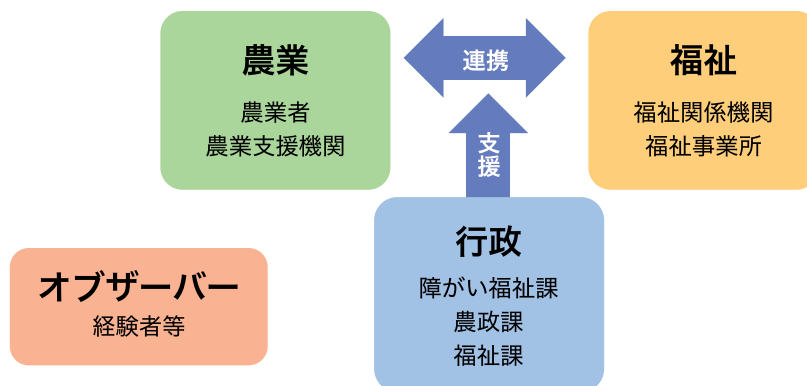 農業
農業者
農業支援機関
連携
福祉
福祉関係機関
福祉事業所
支援
行政
障がい福祉課
農政課
福祉課
オブザーバー
経験者等